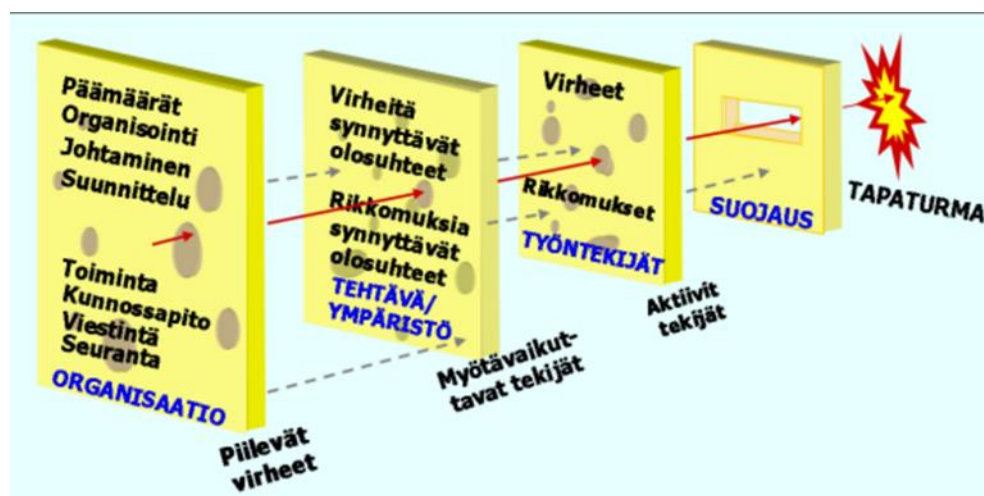 Päämäärät
Organisointi
Johtaminen
Suunnittelu
Toiminta
Kunnossapito
Viestintä
Seuranta
ORGANISAATIO
Piilevät
virheet
Virheitä
synnyttävät
olosuhteet
Rikkomuksia
synnyttävät
olosuhteet
TEHTÄVÄ/
YMPÄRISTÖ
Myötävaikut-
tavat tekijät
Virheet
Rikkomukset
TYÖNTEKIJÄT
Aktiivit
tekijät
SUOJAUS
TAPATURMA